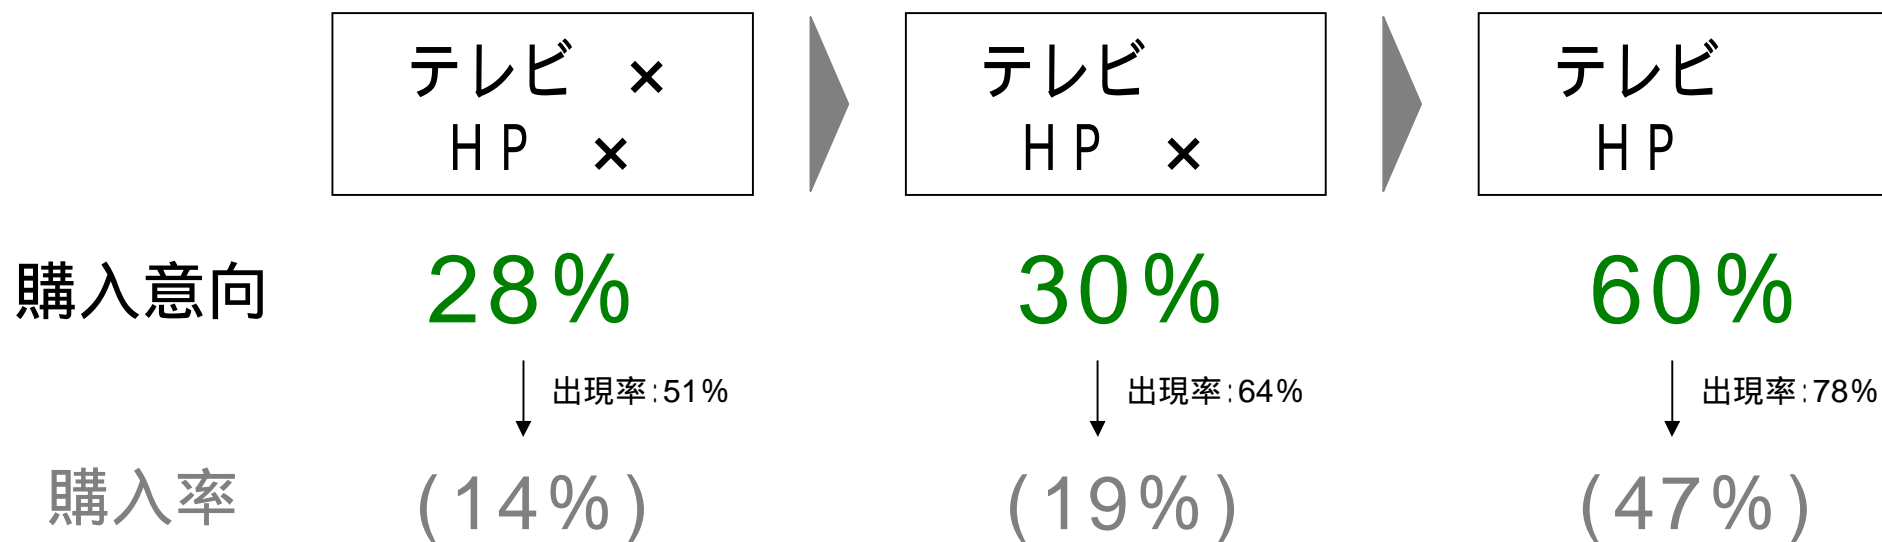 テレビ ×
HP ×
テレビ
HP ×
テレビ
HP
購入意向 28% 30% 60%
出現率:51% 出現率:64% 出現率:78%
購入率 (14%) (19%) (47%)